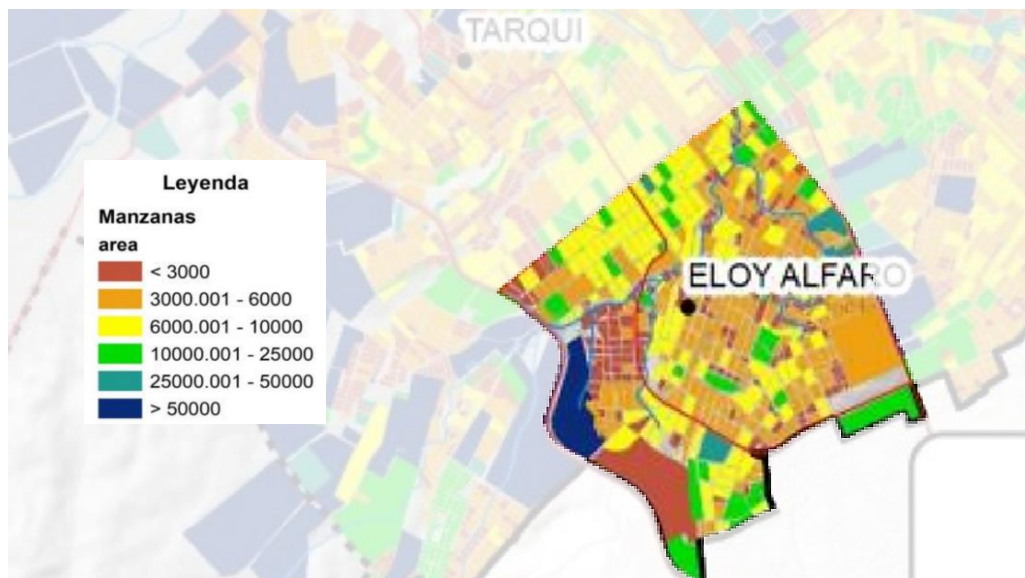 TARQUI
Leyenda
Manzanas
area
< 3000
3000.001 - 6000
6000.001 - 10000
10000.001 - 25000
25000.001 - 50000
> 50000
ELOY ALFARO